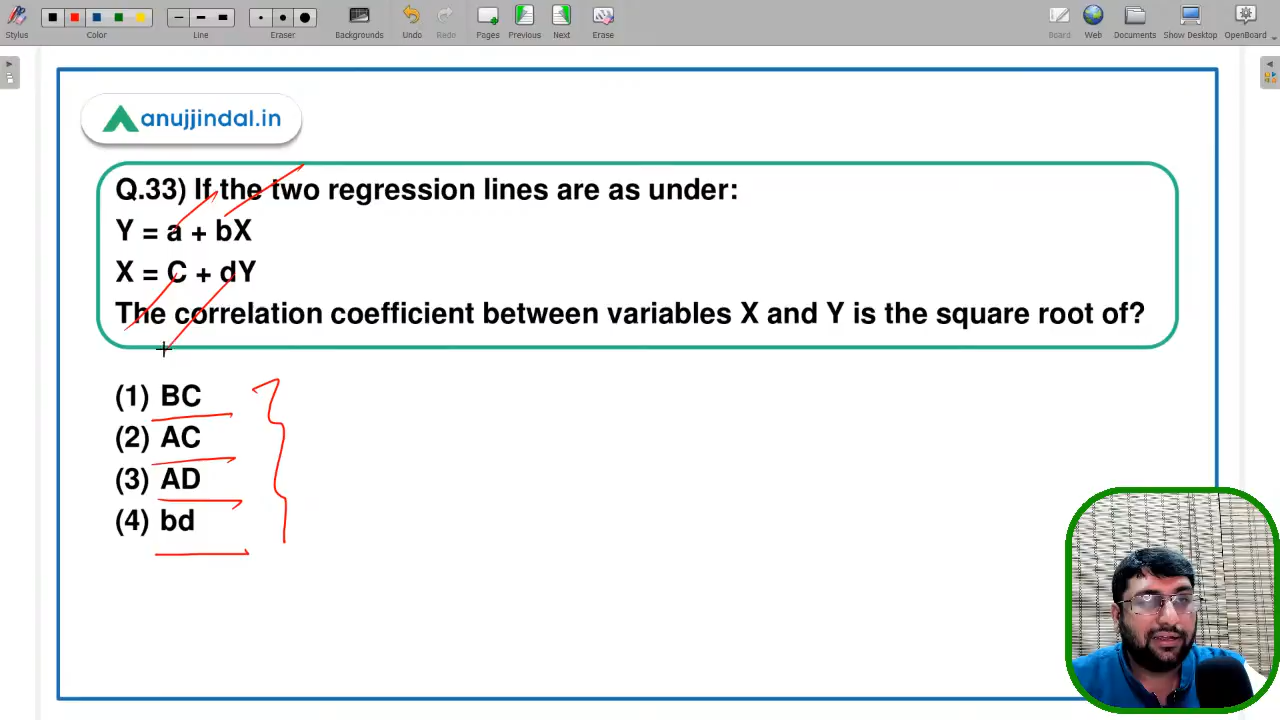 Stylus Color Line Eraser Backgrounds Undo Redo Pages Previous Next Erase Board Web Documents Show Desktop OpenBoard
anujjindal.in
Q.33) If the two regression lines are as under:
Y = a + bX
X = C + dY
The correlation coefficient between variables X and Y is the square root of?
(1) BC
(2) AC
(3) AD
(4) bd